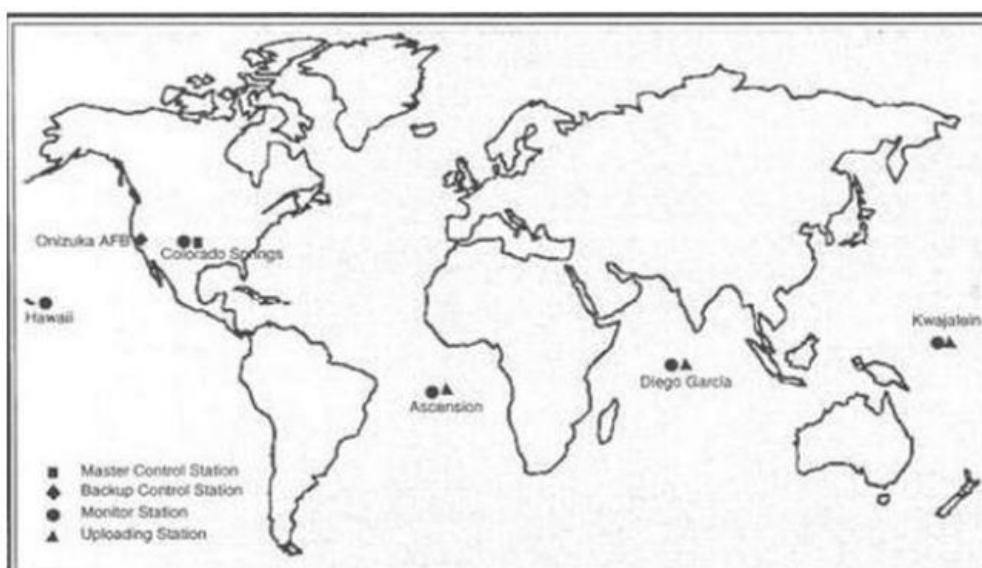 Onizuka AFB
Colorado Springs
Hawaii
Kwajalein
Diego Garcia
Ascension
Master Control Station
Backup Control Station
Monitor Station
Uploading Station